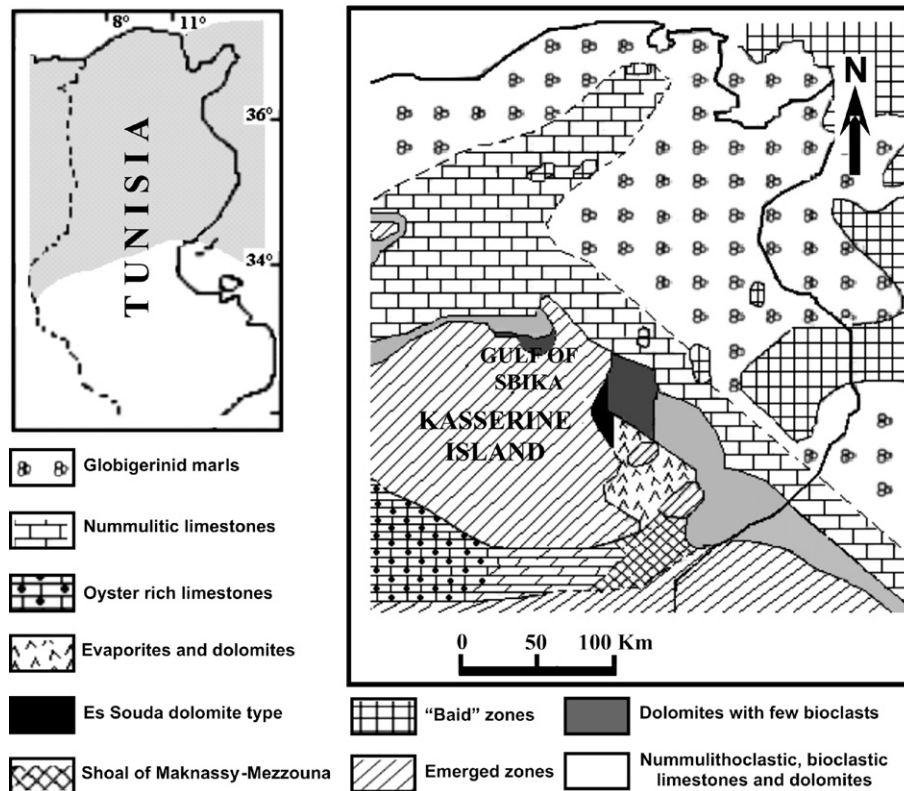 8° 11°
36°
34°
TUNISIA
N
GULF OF
SBIKA
KASSERINE
ISLAND
0 50 100 Km
Globigerinid marls
Nummulitic limestones
Oyster rich limestones
Evaporites and dolomites
Es Souda dolomite type
Shoal of Maknassy-Mezzouna
"Baid" zones
Emerged zones
Dolomites with few bioclasts
Nummulithoclastic, bioclastic
limestones and dolomites